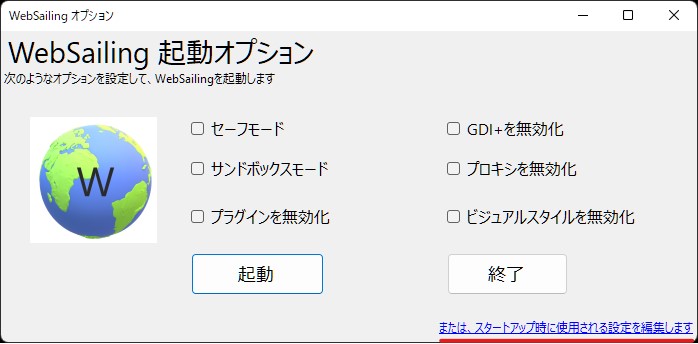 WebSailing オプション
WebSailing 起動オプション
次のようなオプションを設定して、WebSailingを起動します
W
セーフモード
GDI+を無効化
サンドボックスモード
プロキシを無効化
プラグインを無効化
ビジュアルスタイルを無効化
起動
終了
または、スタートアップ時に使用される設定を編集します